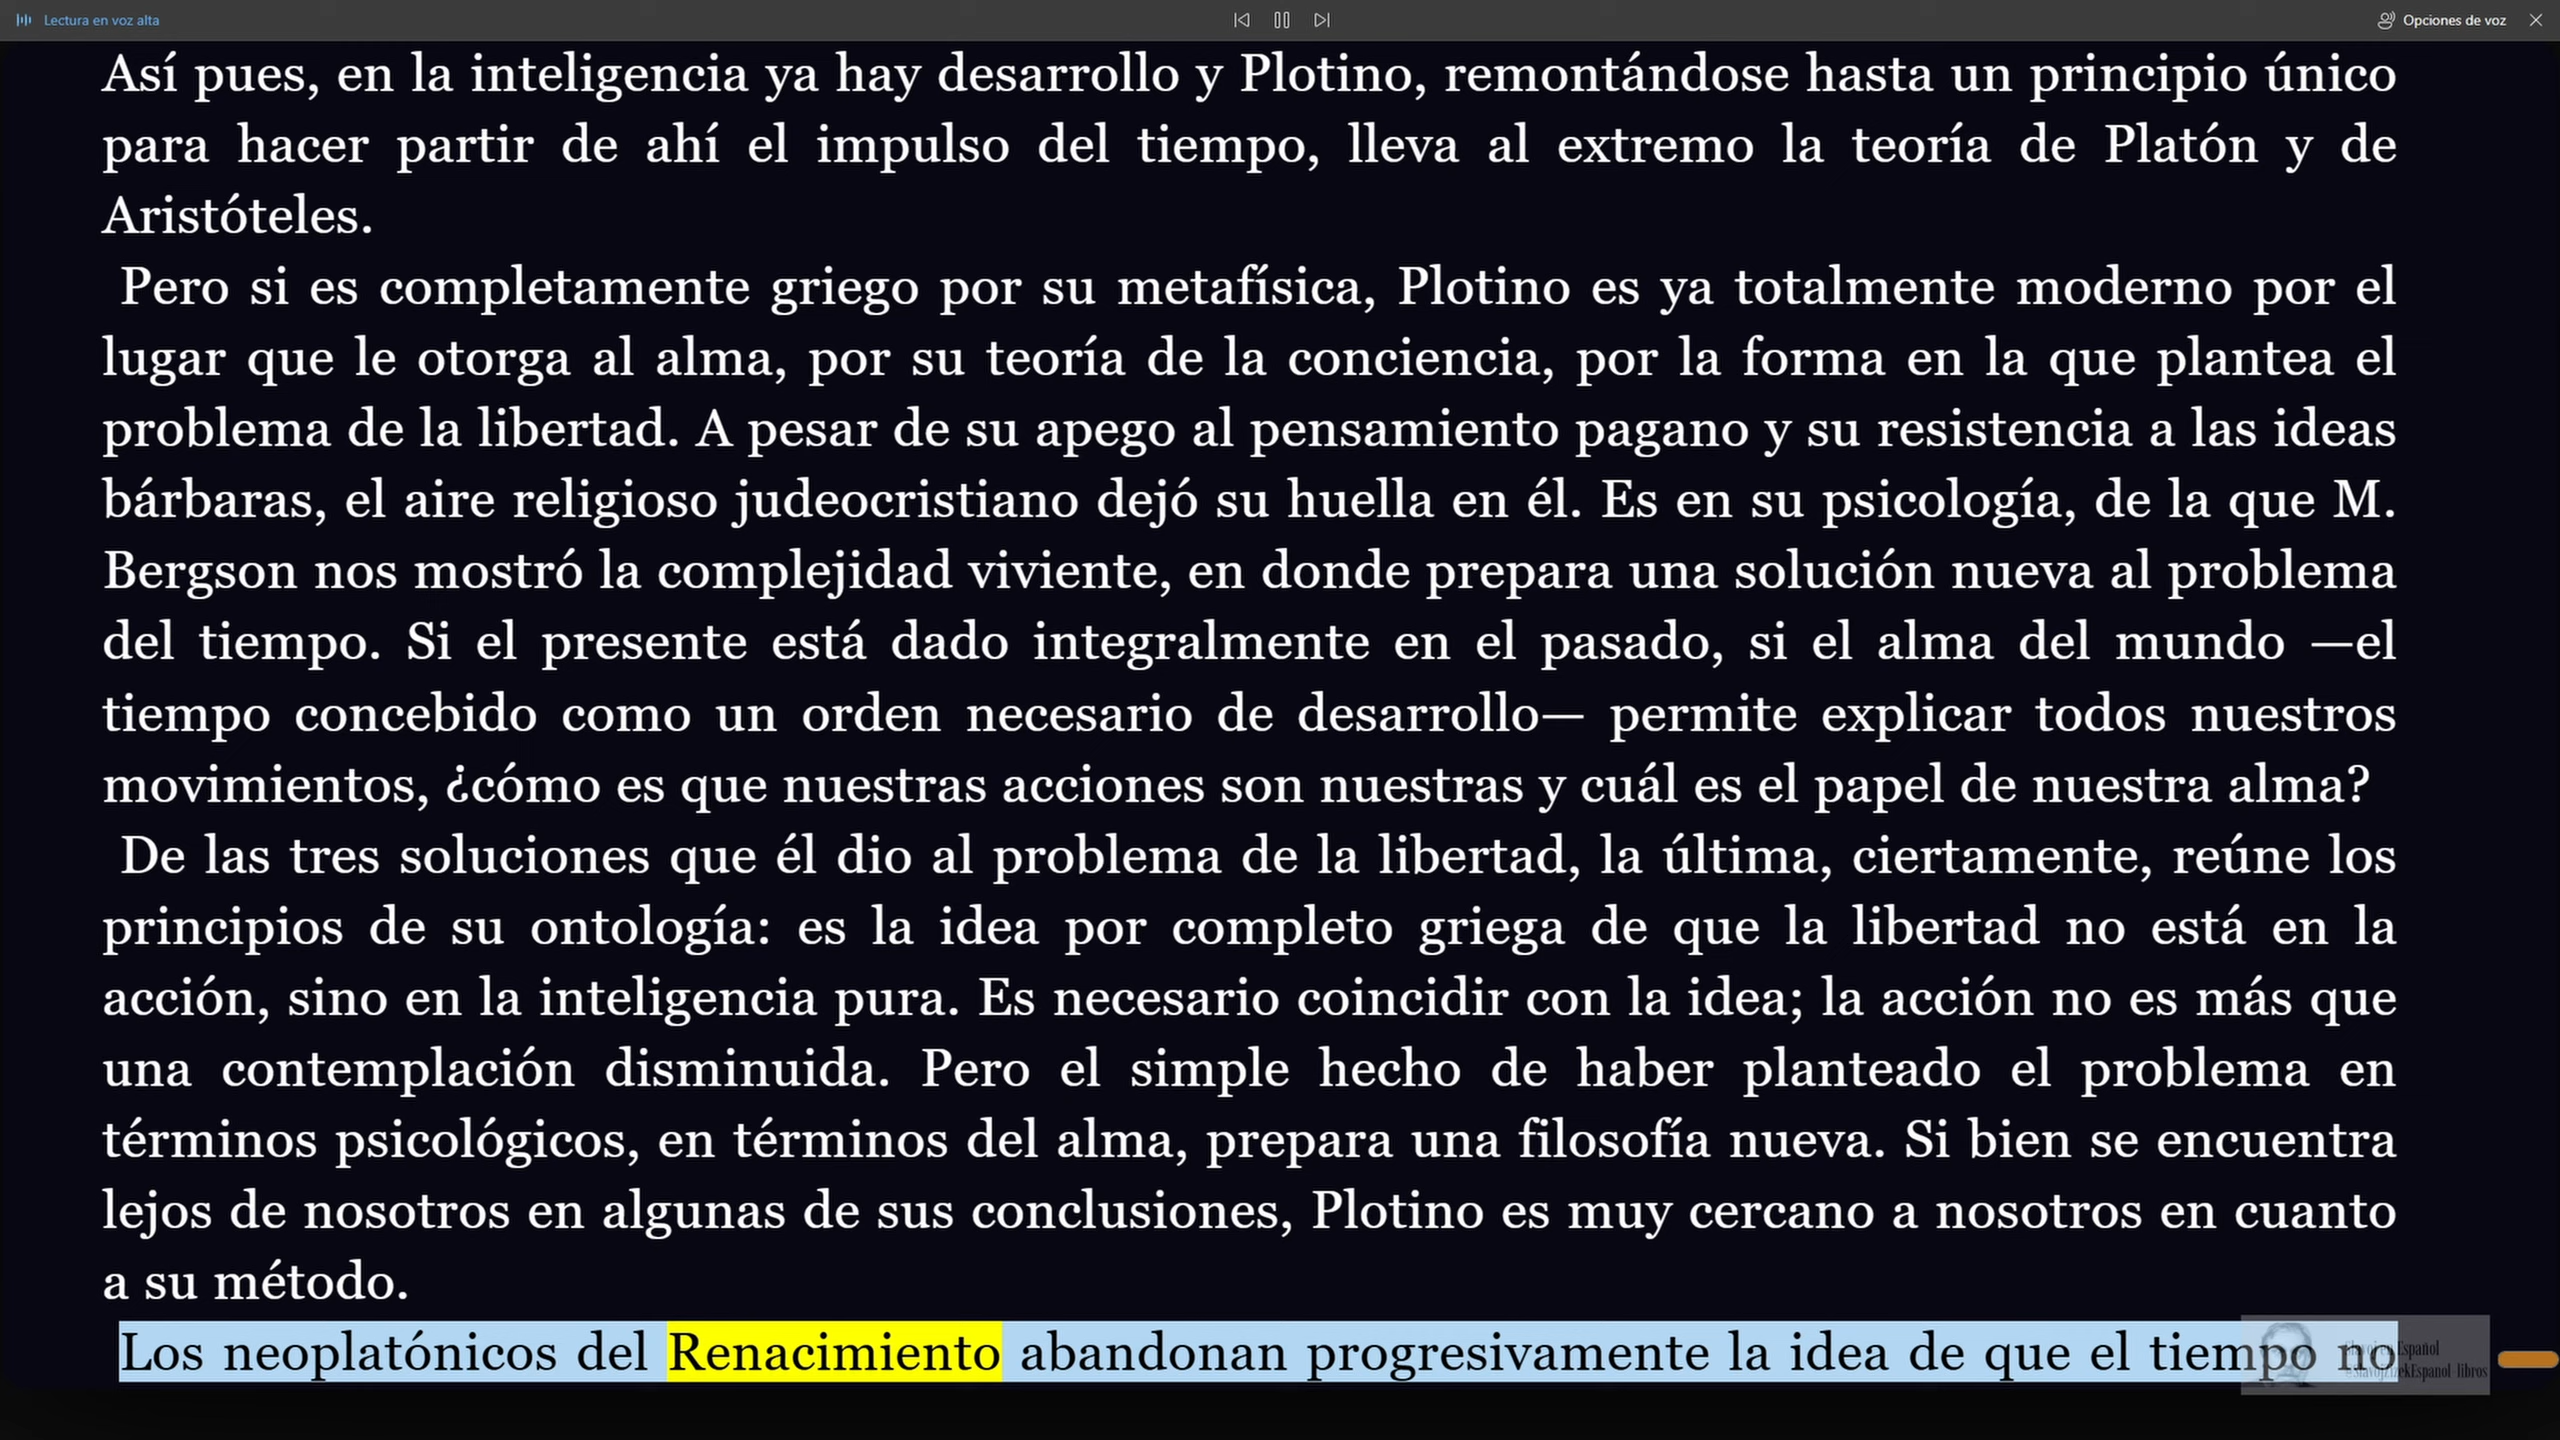 Lectura en voz alta
Opciones de voz
Así pues, en la inteligencia ya hay desarrollo y Plotino, remontándose hasta un principio único
para hacer partir de ahí el impulso del tiempo, lleva al extremo la teoría de Platón y de
Aristóteles.
Pero si es completamente griego por su metafísica, Plotino es ya totalmente moderno por el
lugar que le otorga al alma, por su teoría de la conciencia, por la forma en la que plantea el
problema de la libertad. A pesar de su apego al pensamiento pagano y su resistencia a las ideas
bárbaras, el aire religioso judeocristiano dejó su huella en él. Es en su psicología, de la que M.
Bergson nos mostró la complejidad viviente, en donde prepara una solución nueva al problema
del tiempo. Si el presente está dado integralmente en el pasado, si el alma del mundo —el
tiempo concebido como un orden necesario de desarrollo— permite explicar todos nuestros
movimientos, ¿cómo es que nuestras acciones son nuestras y cuál es el papel de nuestra alma?
De las tres soluciones que él dio al problema de la libertad, la última, ciertamente, reúne los
principios de su ontología: es la idea por completo griega de que la libertad no está en la
acción, sino en la inteligencia pura. Es necesario coincidir con la idea; la acción no es más que
una contemplación disminuida. Pero el simple hecho de haber planteado el problema en
términos psicológicos, en términos del alma, prepara una filosofía nueva. Si bien se encuentra
lejos de nosotros en algunas de sus conclusiones, Plotino es muy cercano a nosotros en cuanto
a su método.
Los neoplatónicos del Renacimiento abandonan progresivamente la idea de que el tiempo no
Español
libros